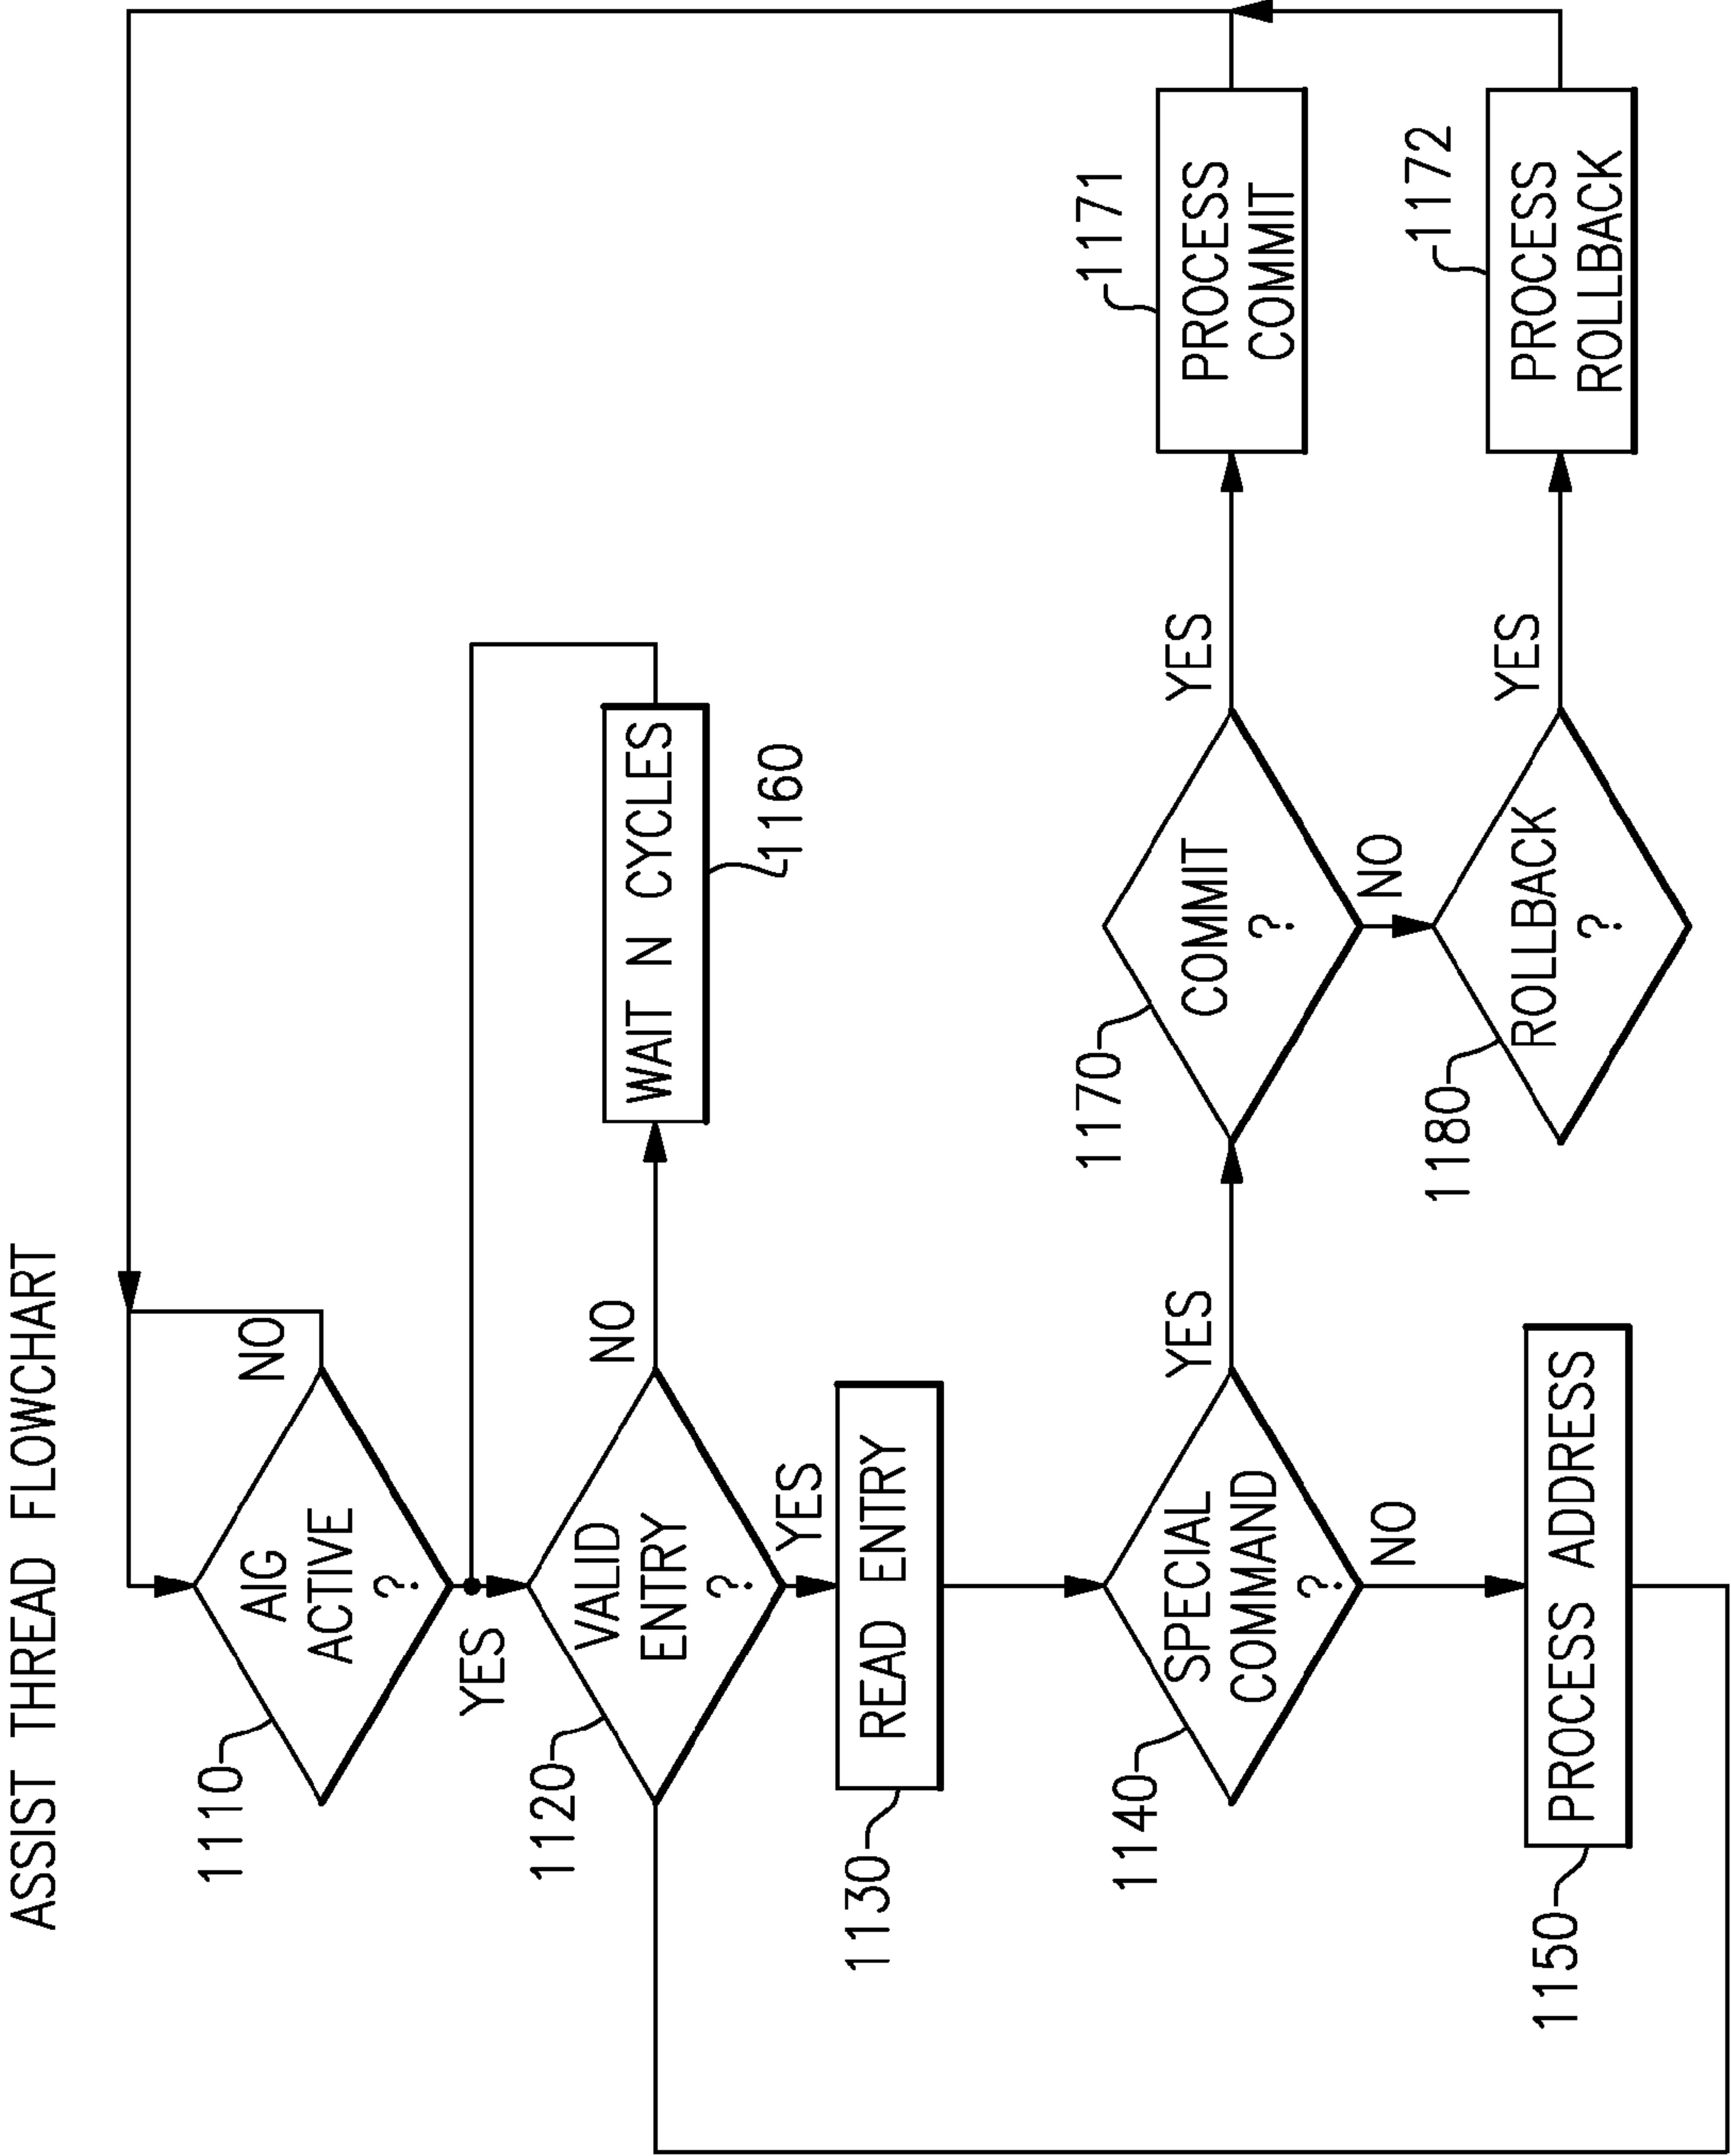 ASSIST THREAD FLOWCHART
1110
AIG
ACTIVE
?
NO
YES
1120
VALID
ENTRY
?
NO
WAIT N CYCLES
1160
YES
1130
READ ENTRY
1140
SPECIAL
COMMAND
?
YES
1170
COMMIT
?
YES
1171
PROCESS
COMMIT
NO
NO
1180
ROLLBACK
?
YES
1172
PROCESS
ROLLBACK
1150
PROCESS ADDRESS